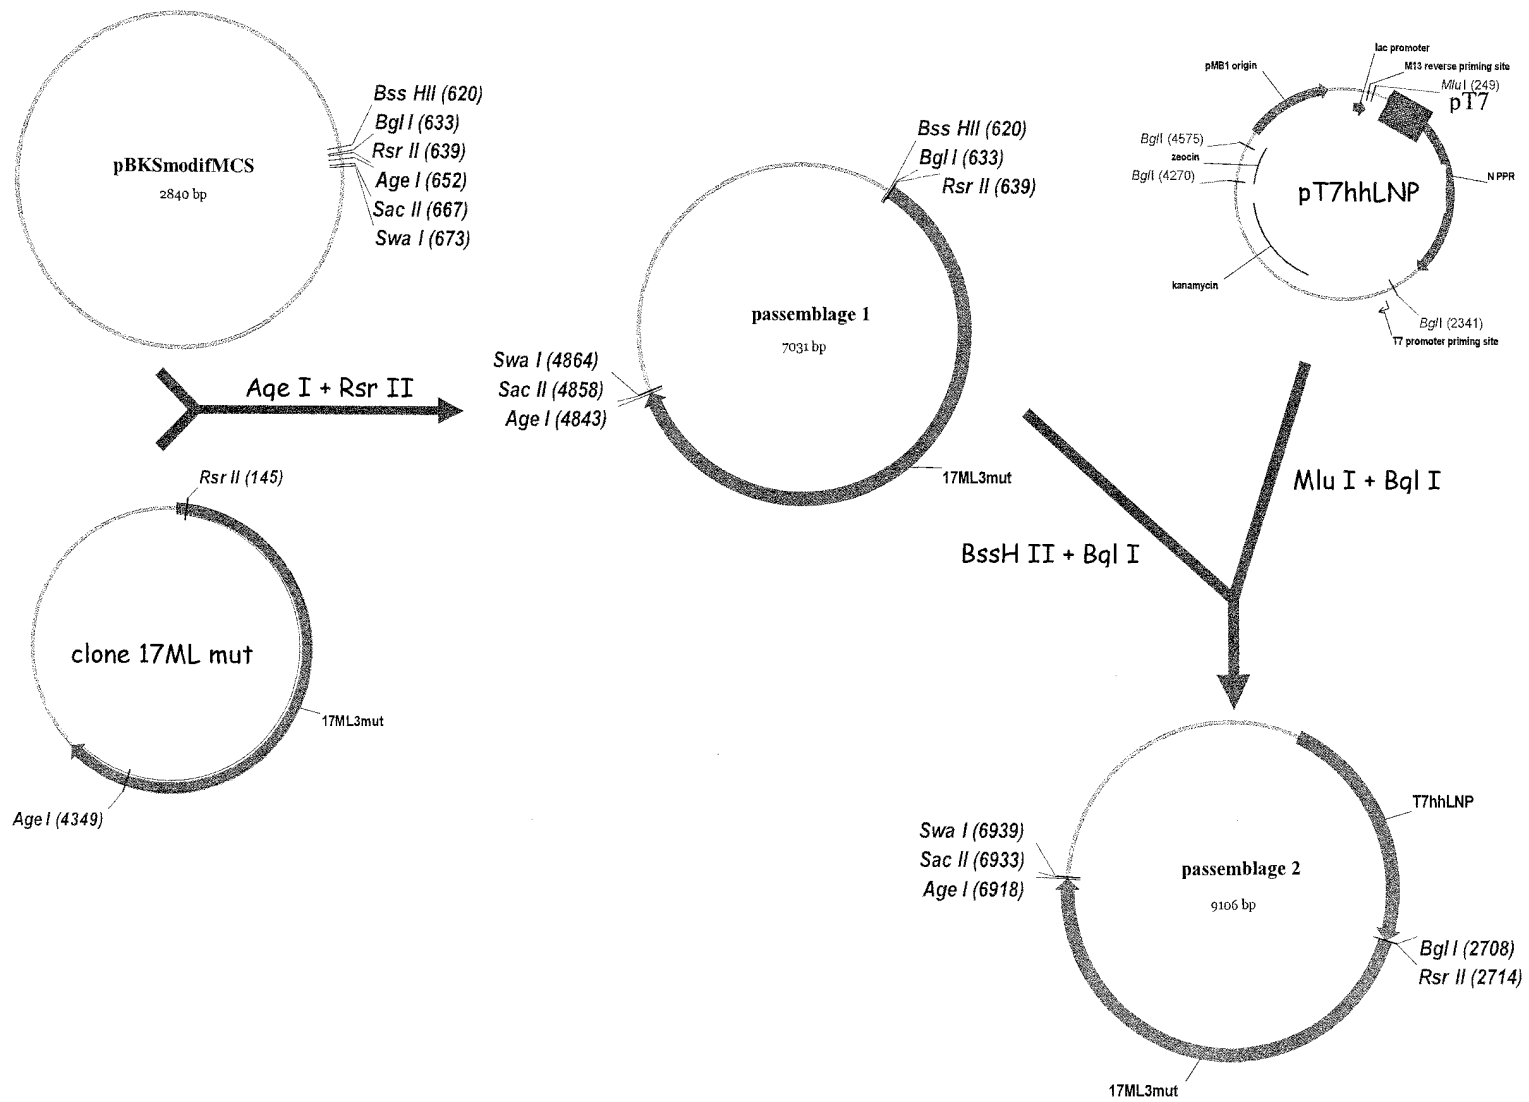 pBKSmodifMCS
2840 bp
Bss HII (620)
Bgl I (633)
Rsr II (639)
Age I (652)
Sac II (667)
Swa I (673)
Age I + Rsr II
Rsr II (145)
clone 17ML mut
17ML3mut
Age I (4349)
Bss HII (620)
Bgl I (633)
Rsr II (639)
passemblage 1
7031 bp
Swa I (4864)
Sac II (4858)
Age I (4843)
17ML3mut
lac promoter
M13 reverse priming site
Mlu I (249)
pT7
pMB1 origin
BglI (4575)
zeocin
BglI (4270)
pT7hhLNP
N PPR
kanamycin
BglI (2341)
T7 promoter priming site
BssH II + Bgl I
Mlu I + Bgl I
T7hhLNP
Swa I (6939)
Sac II (6933)
Age I (6918)
passemblage 2
9106 bp
Bgl I (2708)
Rsr II (2714)
17ML3mut